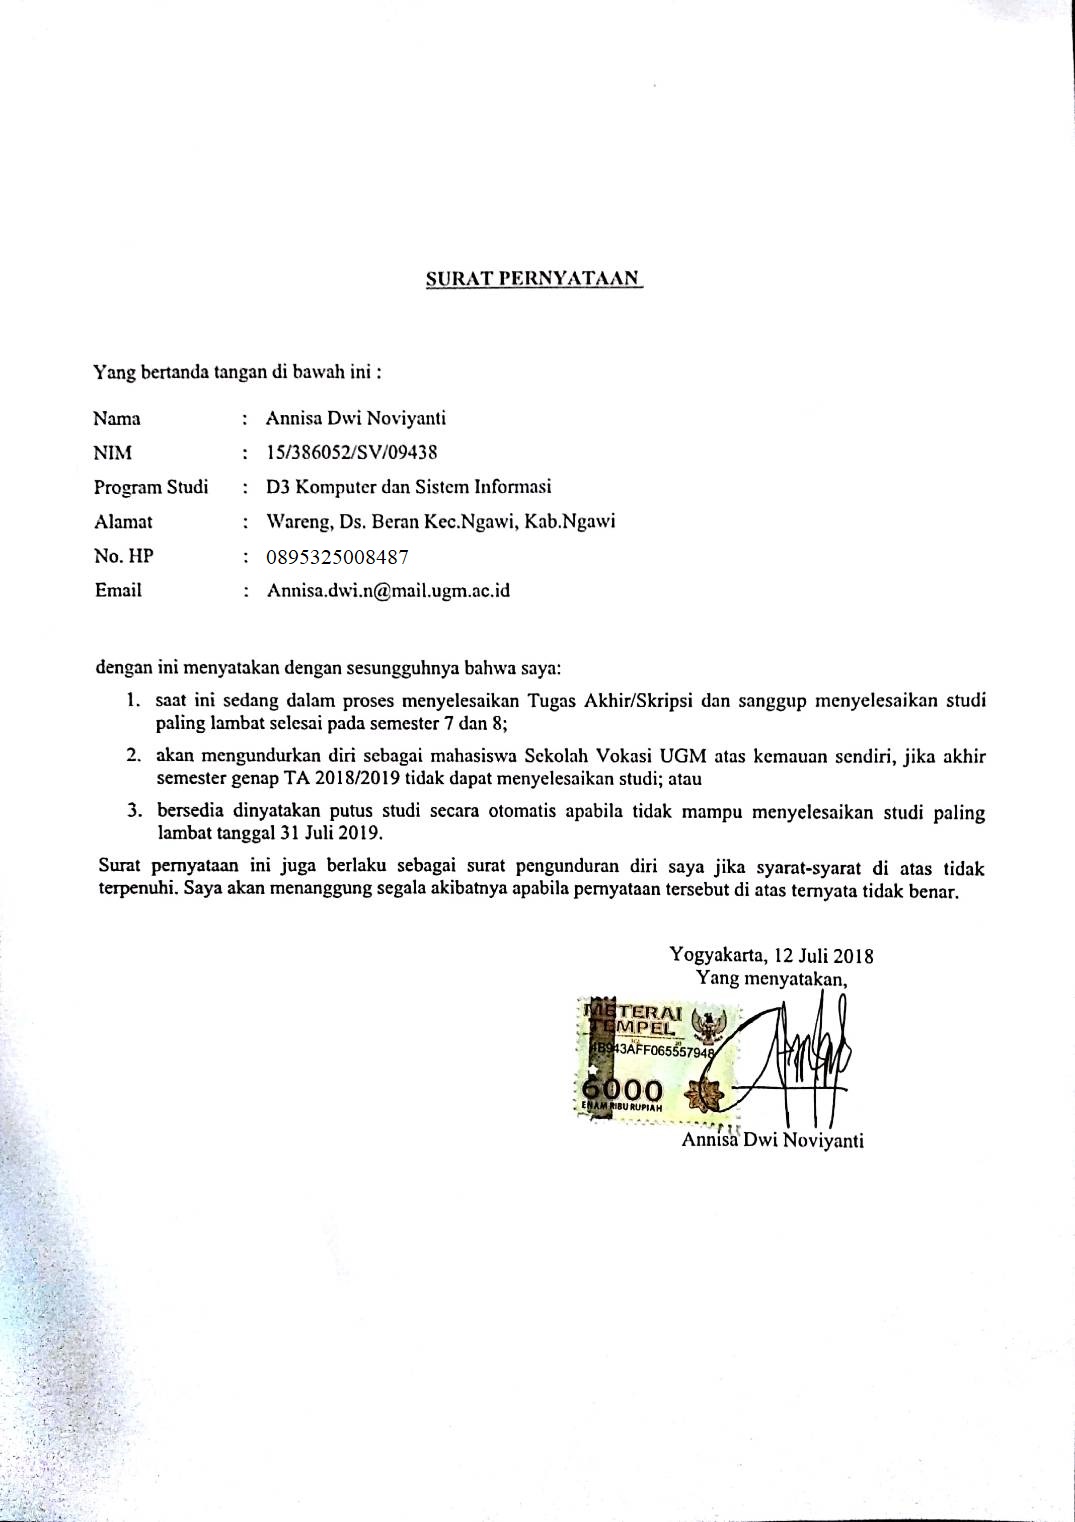 SURAT PERNYATAAN
Yang bertanda tangan di bawah ini :
Nama : Annisa Dwi Noviyanti
NIM : 15/386052/SV/09438
Program Studi : D3 Komputer dan Sistem Informasi
Alamat : Wareng, Ds. Beran Kec.Ngawi, Kab.Ngawi
No. HP : 0895325008487
Email : Annisa.dwi.n@mail.ugm.ac.id
dengan ini menyatakan dengan sesungguhnya bahwa saya:
1. saat ini sedang dalam proses menyelesaikan Tugas Akhir/Skripsi dan sanggup menyelesaikan studi
paling lambat selesai pada semester 7 dan 8;
2. akan mengundurkan diri sebagai mahasiswa Sekolah Vokasi UGM atas kemauan sendiri, jika akhir
semester genap TA 2018/2019 tidak dapat menyelesaikan studi; atau
3. bersedia dinyatakan putus studi secara otomatis apabila tidak mampu menyelesaikan studi paling
lambat tanggal 31 Juli 2019.
Surat pernyataan ini juga berlaku sebagai surat pengunduran diri saya jika syarat-syarat di atas tidak
terpenuhi. Saya akan menanggung segala akibatnya apabila pernyataan tersebut di atas ternyata tidak benar.
Yogyakarta, 12 Juli 2018
Yang menyatakan,
METERAI
TEMPEL
6000
ENAM RIBU RUPIAH
Annisa Dwi Noviyanti